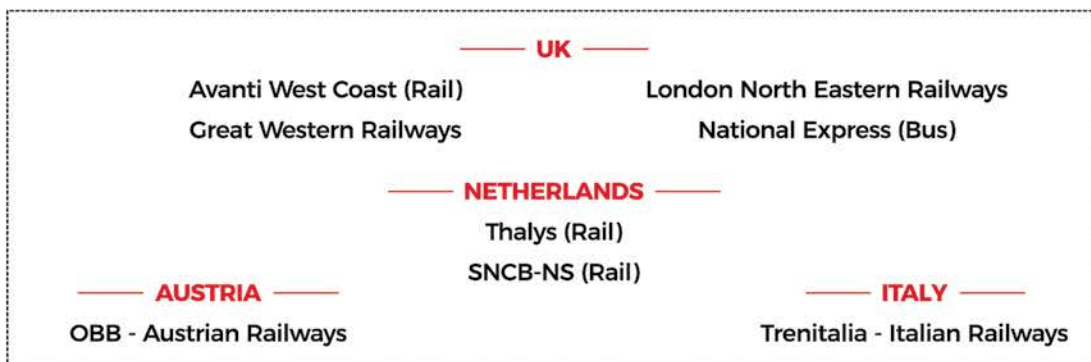 UK
Avanti West Coast (Rail)
London North Eastern Railways
Great Western Railways
National Express (Bus)
NETHERLANDS
Thalys (Rail)
SNCB-NS (Rail)
AUSTRIA
OBB - Austrian Railways
ITALY
Trenitalia - Italian Railways